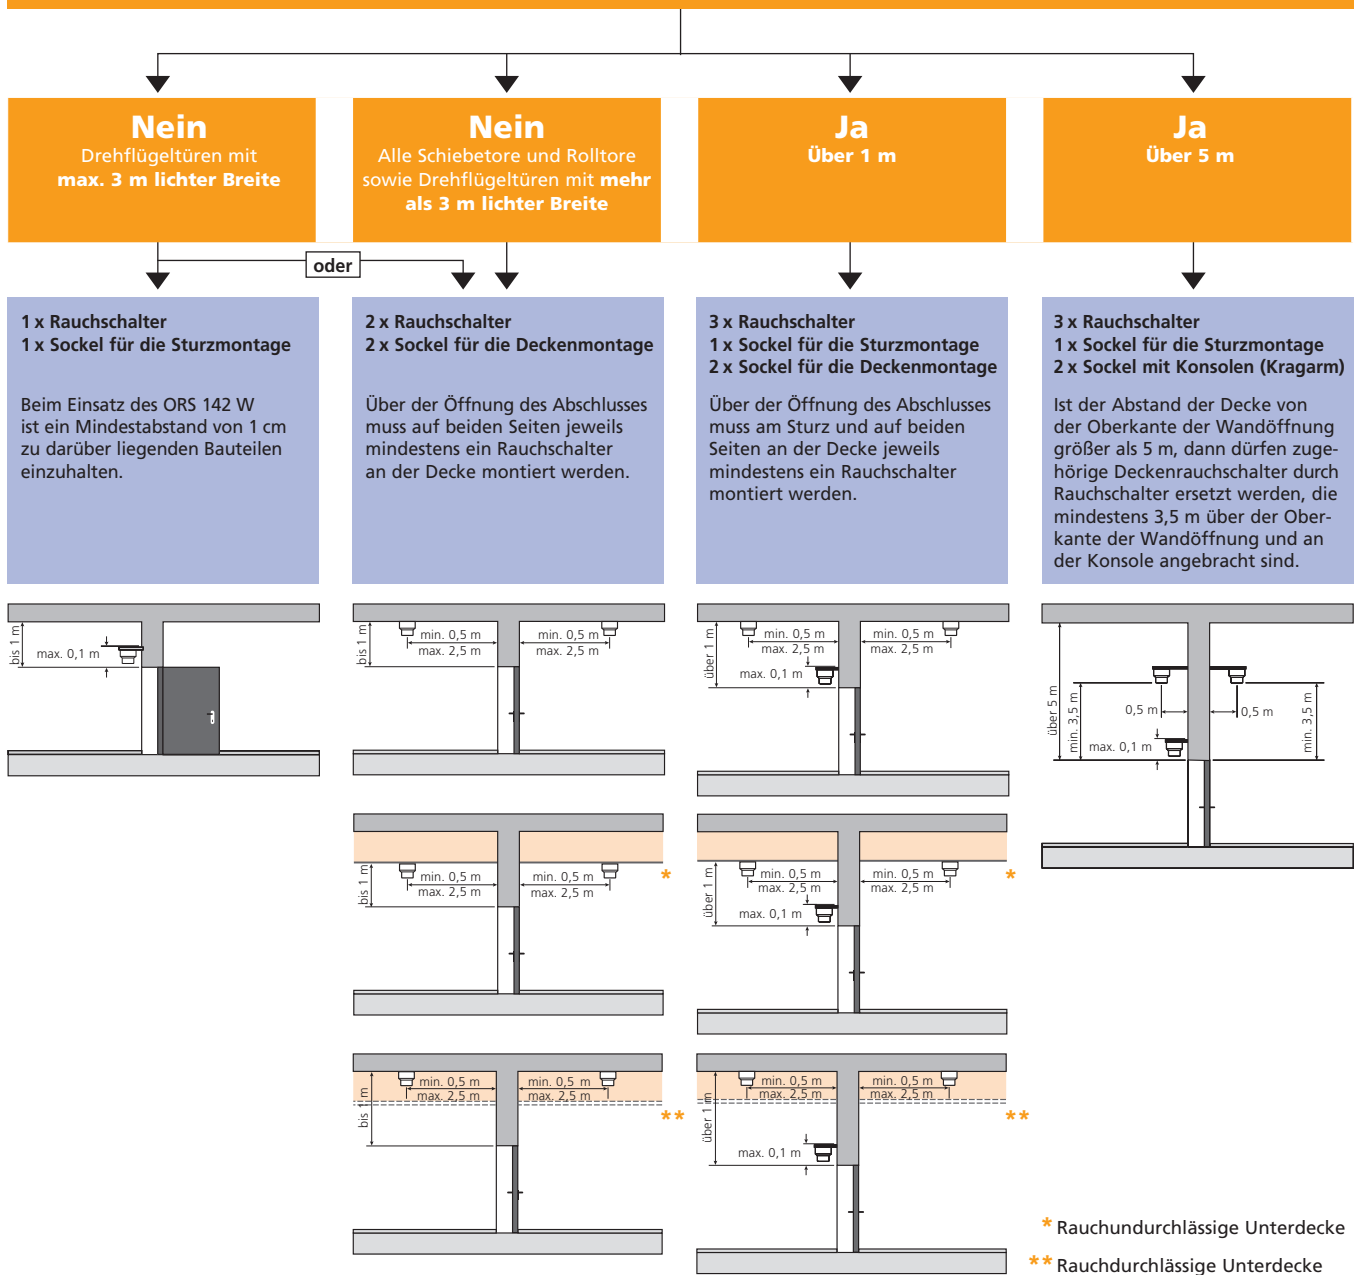 Nein
Drehflügeltüren mit
max. 3 m lichter Breite
Nein
Alle Schiebetore und Rolltore
sowie Drehflügeltüren mit mehr
als 3 m lichter Breite
Ja
Über 1 m
Ja
Über 5 m
oder
1 x Rauchschalter
1 x Sockel für die Sturzmontage
Beim Einsatz des ORS 142 W
ist ein Mindestabstand von 1 cm
zu darüber liegenden Bauteilen
einzuhalten.
2 x Rauchschalter
2 x Sockel für die Deckenmontage
Über der Öffnung des Abschlusses
muss auf beiden Seiten jeweils
mindestens ein Rauchschalter
an der Decke montiert werden.
3 x Rauchschalter
1 x Sockel für die Sturzmontage
2 x Sockel für die Deckenmontage
Über der Öffnung des Abschlusses
muss am Sturz und auf beiden
Seiten an der Decke jeweils
mindestens ein Rauchschalter
montiert werden.
3 x Rauchschalter
1 x Sockel für die Sturzmontage
2 x Sockel mit Konsolen (Kragarm)
Ist der Abstand der Decke von
der Oberkante der Wandöffnung
größer als 5 m, dann dürfen zuge-
hörige Deckenrauchschalter durch
Rauchschalter ersetzt werden, die
mindestens 3,5 m über der Ober-
kante der Wandöffnung und an
der Konsole angebracht sind.
bis 1 m
max. 0,1 m
bis 1 m
min. 0,5 m
max. 2,5 m
min. 0,5 m
max. 2,5 m
über 1 m
min. 0,5 m
max. 2,5 m
min. 0,5 m
max. 2,5 m
max. 0,1 m
über 5 m
min. 3,5 m
0,5 m
0,5 m
max. 0,1 m
min. 3,5 m
bis 1 m
min. 0,5 m
max. 2,5 m
min. 0,5 m
max. 2,5 m
*
über 1 m
min. 0,5 m
max. 2,5 m
min. 0,5 m
max. 2,5 m
max. 0,1 m
*
bis 1 m
min. 0,5 m
max. 2,5 m
min. 0,5 m
max. 2,5 m
**
über 1 m
min. 0,5 m
max. 2,5 m
min. 0,5 m
max. 2,5 m
max. 0,1 m
**
* Rauchundurchlässige Unterdecke
** Rauchdurchlässige Unterdecke